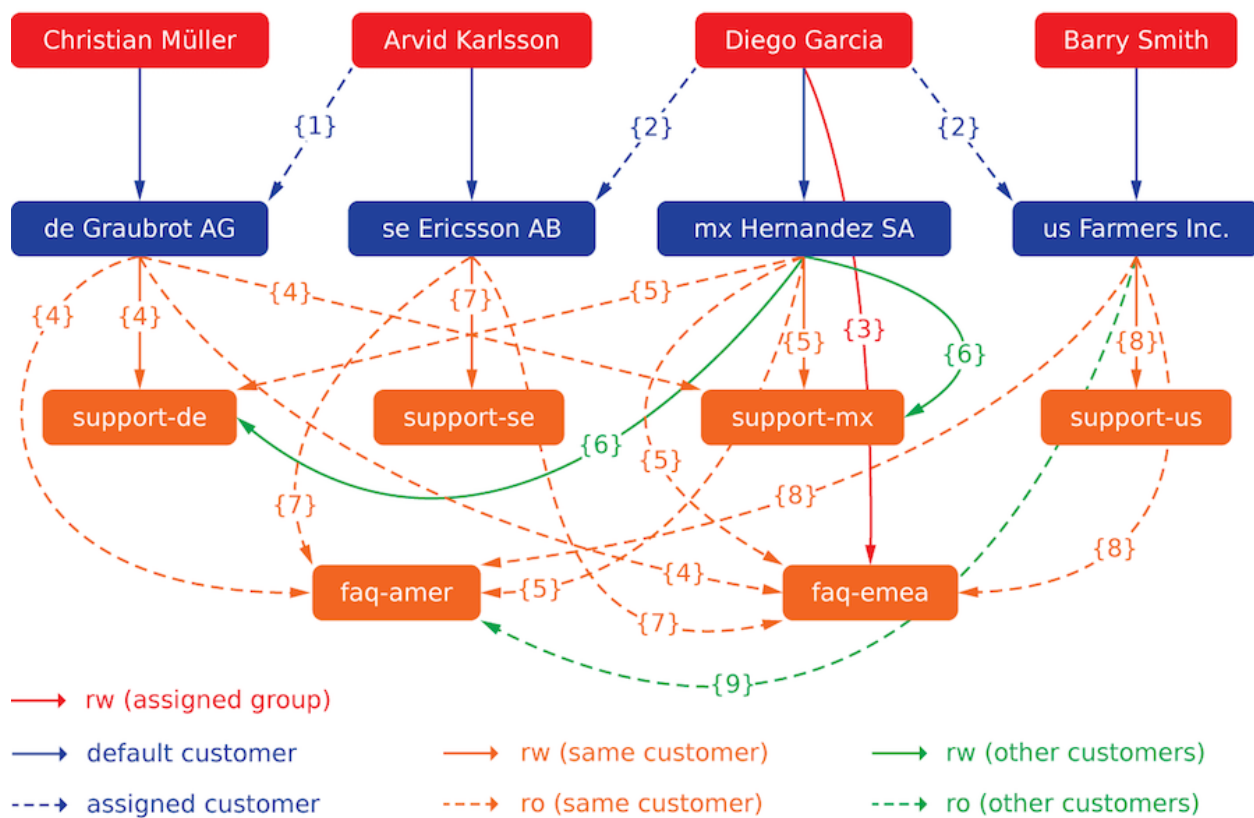 Christian Müller
Arvid Karlsson
Diego Garcia
Barry Smith
{1}
{2}
{2}
de Graubrot AG
se Ericsson AB
mx Hernandez SA
us Farmers Inc.
{4}
{4}
{4}
{7}
{5}
{5}
{3}
{6}
{8}
support-de
support-se
support-mx
support-us
{6}
{5}
{7}
{8}
{8}
{4}
{5}
{7}
faq-amer
faq-emea
{9}
rw (assigned group)
default customer
rw (same customer)
rw (other customers)
assigned customer
ro (same customer)
ro (other customers)